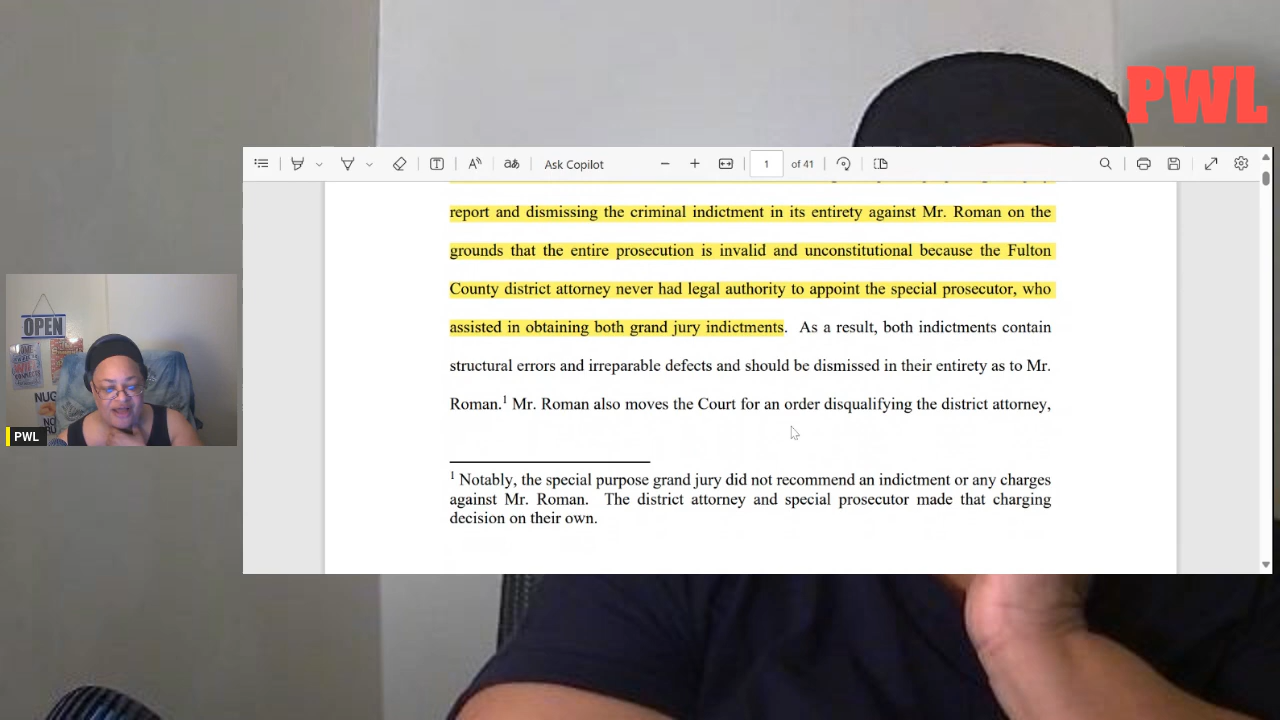 PWL
Ask Copilot
1 of 41
report and dismissing the criminal indictment in its entirety against Mr. Roman on the
grounds that the entire prosecution is invalid and unconstitutional because the Fulton
County district attorney never had legal authority to appoint the special prosecutor, who
assisted in obtaining both grand jury indictments. As a result, both indictments contain
structural errors and irreparable defects and should be dismissed in their entirety as to Mr.
Roman.1 Mr. Roman also moves the Court for an order disqualifying the district attorney,
1 Notably, the special purpose grand jury did not recommend an indictment or any charges
against Mr. Roman. The district attorney and special prosecutor made that charging
decision on their own.
OPEN
PWL